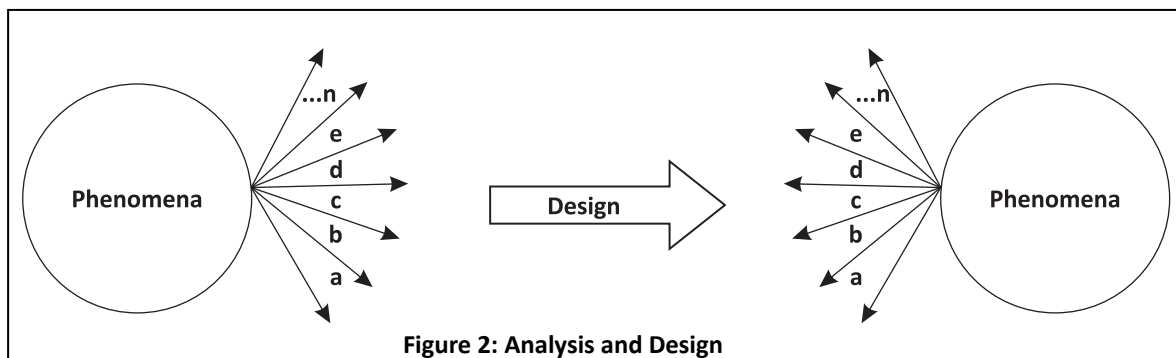 ...n
e
d
c
b
a
Phenomena
Design
...n
e
d
c
b
a
Phenomena
Figure 2: Analysis and Design